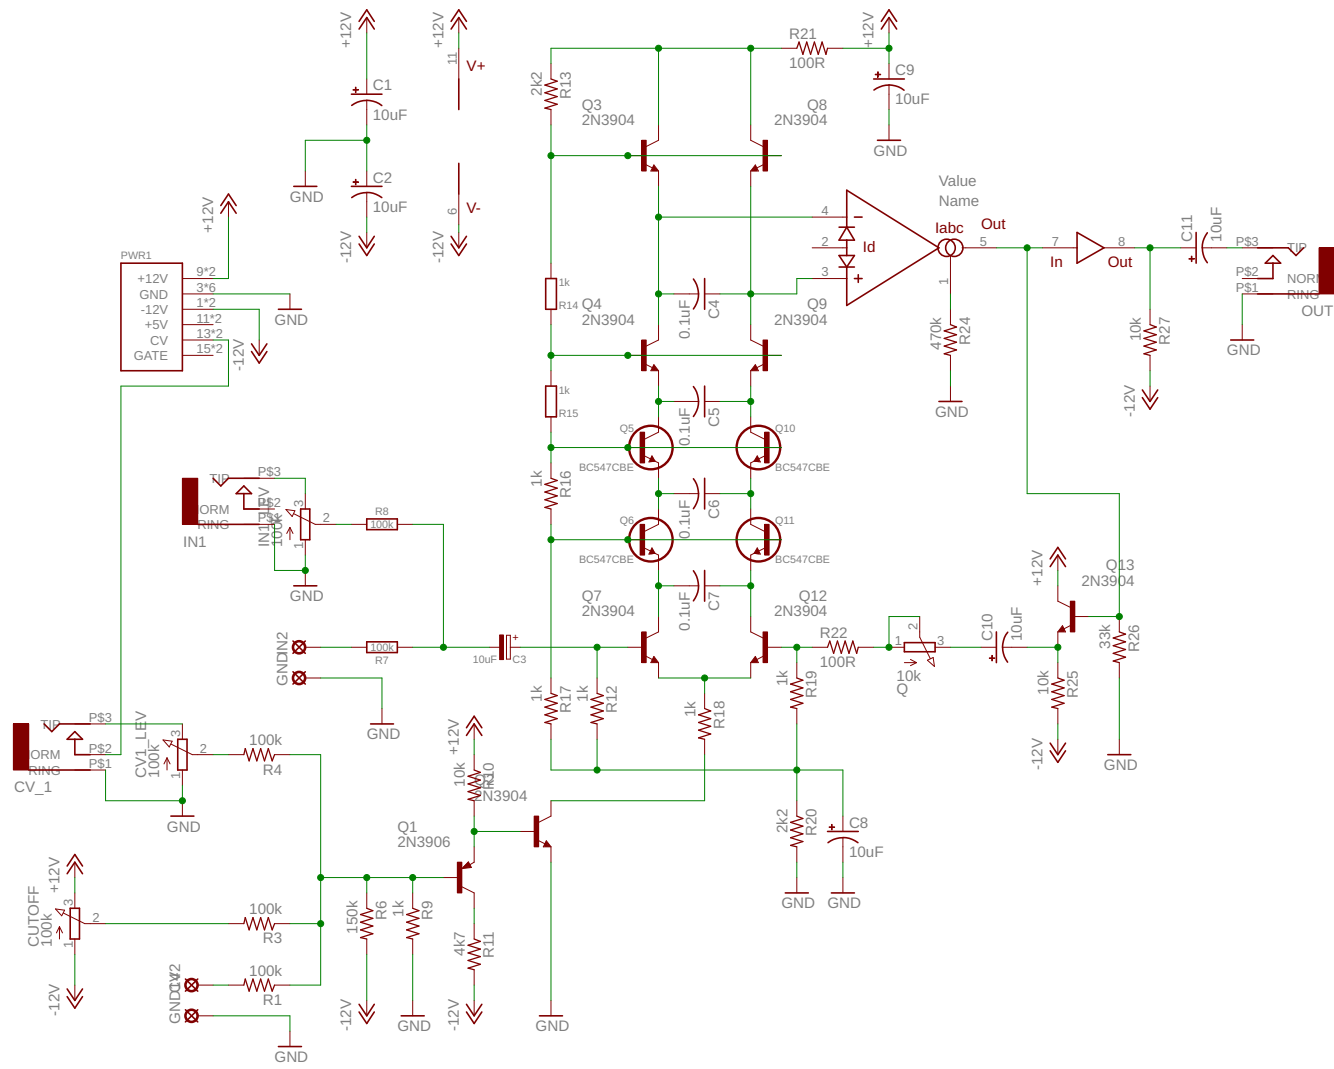 +12V
+12V
+12V
C1
10uF
11
V+
2k2
R13
R21
100R
C9
10uF
GND
Q3
2N3904
Q8
2N3904
GND
C2
10uF
6
V-
-12V
-12V
+12V
PWR1
+12V
GND
-12V
+5V
CV
GATE
9*2
3*6
1*2
11*2
13*2
15*2
GND
-12V
Value
Name
4
2
3
Id
Iabc
Out
5
1
7
In
8
Out
C11
10uF
P$3
P$2
P$1
TIP
NORM
RING
OUT
GND
10k
R27
-12V
470k
R24
GND
1k
R14
Q4
2N3904
0.1uF
C4
Q9
2N3904
1k
R15
0.1uF
C5
Q5
BC547CBE
Q10
BC547CBE
1k
R16
0.1uF
C6
Q6
BC547CBE
Q11
BC547CBE
0.1uF
C7
Q7
2N3904
Q12
2N3904
TIP
P$3
P$2
ORM
RING
IN1
100k
3
2
1
R8
100k
GND
IN2
GND
100k
R7
GND
10uF
C3
R22
100R
1
2
3
10k
Q
C10
10uF
+12V
Q13
2N3904
33k
R26
10k
R25
-12V
GND
1k
R17
1k
R12
1k
R18
1k
R19
TIP
P$3
P$2
P$1
ORM
RING
CV_1
CV1_LEV
100k
3
2
1
100k
R4
GND
+12V
10k
2N3904
Q1
2N3906
2k2
R20
C8
10uF
GND
GND
+12V
CUTOFF
100k
3
2
1
-12V
100k
R3
100k
R1
GND
GND
150k
R6
1k
R9
4k7
R11
-12V
GND
-12V
GND